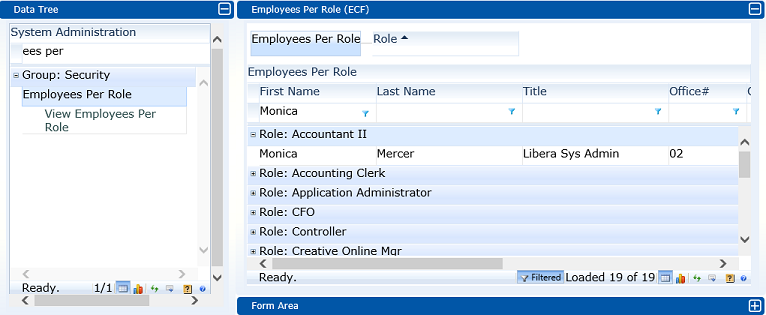 Data Tree
System Administration
ees per
Group: Security
Employees Per Role
View Employees Per
Role
Ready. 1/1
Employees Per Role (ECF)
Employees Per Role Role
Employees Per Role
First Name Last Name Title Office#
Monica
Role: Accountant II
Monica Mercer Libera Sys Admin 02
Role: Accounting Clerk
Role: Application Administrator
Role: CFO
Role: Controller
Role: Creative Online Mgr
Ready. Filtered Loaded 19 of 19
Form Area